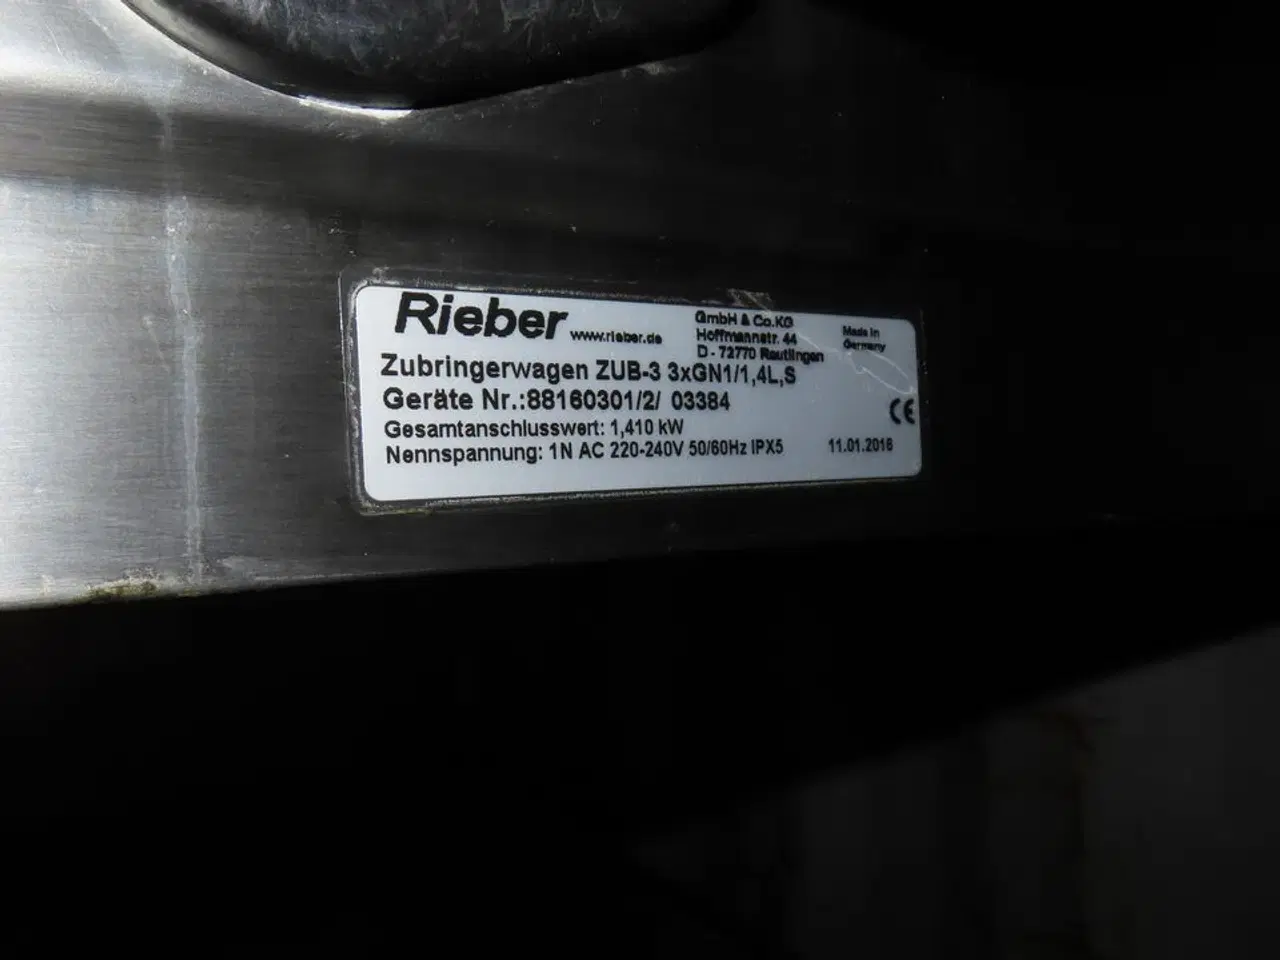 Rieber www.rieber.de
GmbH & Co.KG
Hoffmannstr. 44
D - 72770 Reutlingen
Made in
Germany
Zubringerwagen ZUB-3 3xGN1/1,4L,S
Geräte Nr.:88160301/2/ 03384
Gesamtanschlusswert: 1,410 kW
Nennspannung: 1N AC 220-240V 50/60Hz IPX5
CE
11.01.2016